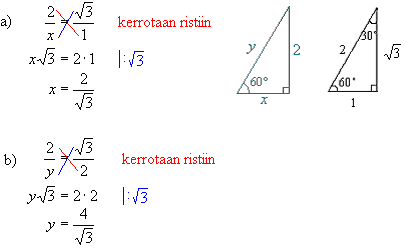 a) 2/x = √3/1 kerrotaan ristiin
x√3 = 2·1 |:√3
x = 2/√3
y 2 60° x
30° 2 √3 60° 1
b) 2/y = √3/2 kerrotaan ristiin
y√3 = 2·2 |:√3
y = 4/√3